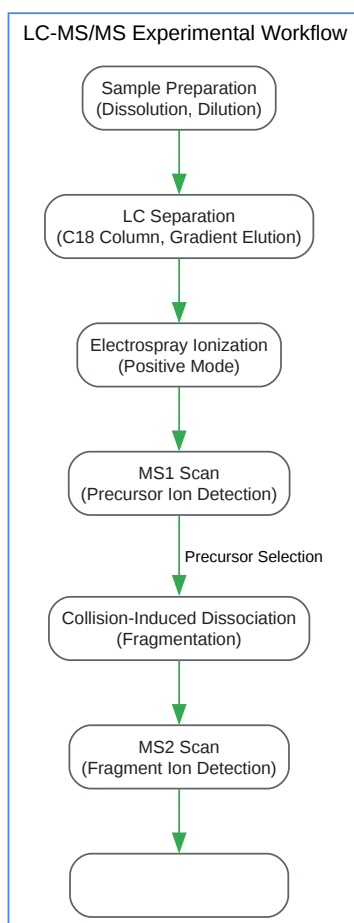 LC-MS/MS Experimental Workflow
Sample Preparation
(Dissolution, Dilution)
LC Separation
(C18 Column, Gradient Elution)
Electrospray Ionization
(Positive Mode)
MS1 Scan
(Precursor Ion Detection)
Precursor Selection
Collision-Induced Dissociation
(Fragmentation)
MS2 Scan
(Fragment Ion Detection)